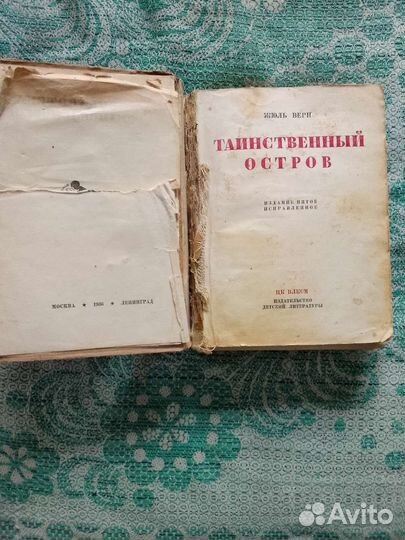 МОСКВА ★ 1936 ★ ЛЕНИНГРАД
ЖЮЛЬ ВЕРН
ТАИНСТВЕННЫЙ
ОСТРОВ
ИЗДАНИЕ ПЯТОЕ
ИСПРАВЛЕННОЕ
ЦК ВЛКСМ
ИЗДАТЕЛЬСТВО
ДЕТСКОЙ ЛИТЕРАТУРЫ
Avito